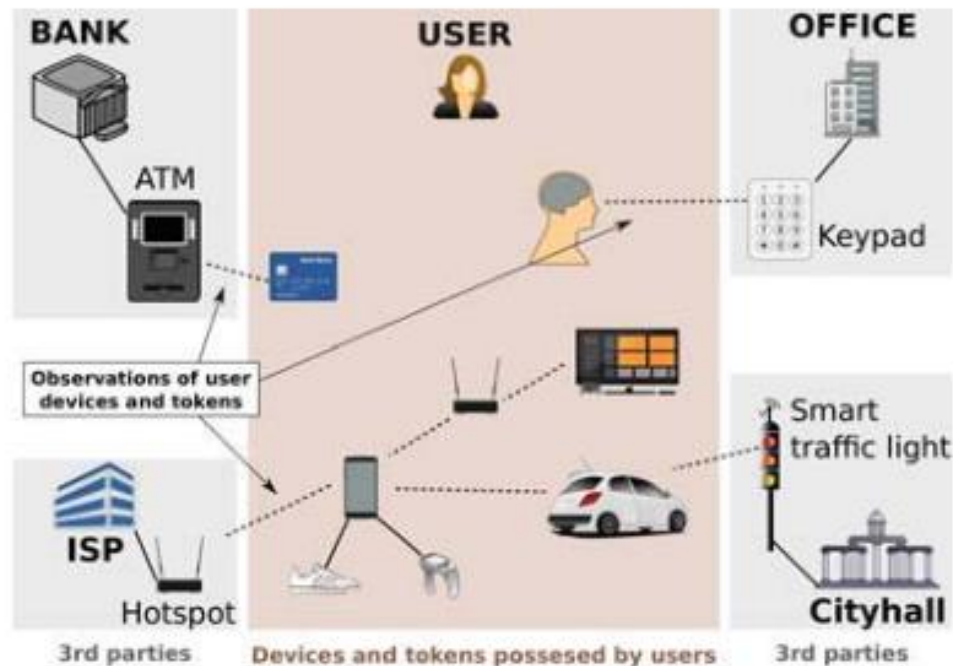 BANK
USER
OFFICE
ATM
Keypad
Observations of user
devices and tokens
Smart
traffic light
ISP
Hotspot
Cityhall
3rd parties
Devices and tokens possesed by users
3rd parties